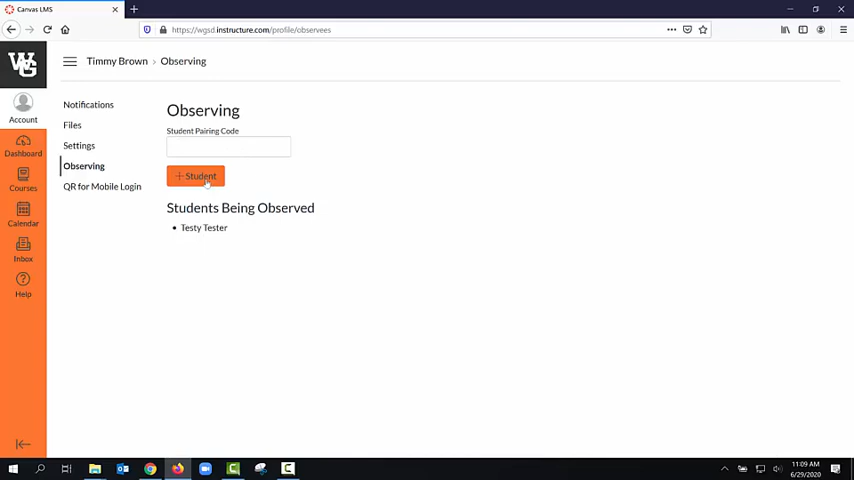 Canvas LMS
https://wgsd.instructure.com/profile/observees
WG
Timmy Brown > Observing
Account
Dashboard
Courses
Calendar
Inbox
Help
Notifications
Files
Settings
Observing
QR for Mobile Login
Observing
Student Pairing Code
+ Student
Students Being Observed
• Testy Tester
11:09 AM
6/29/2020